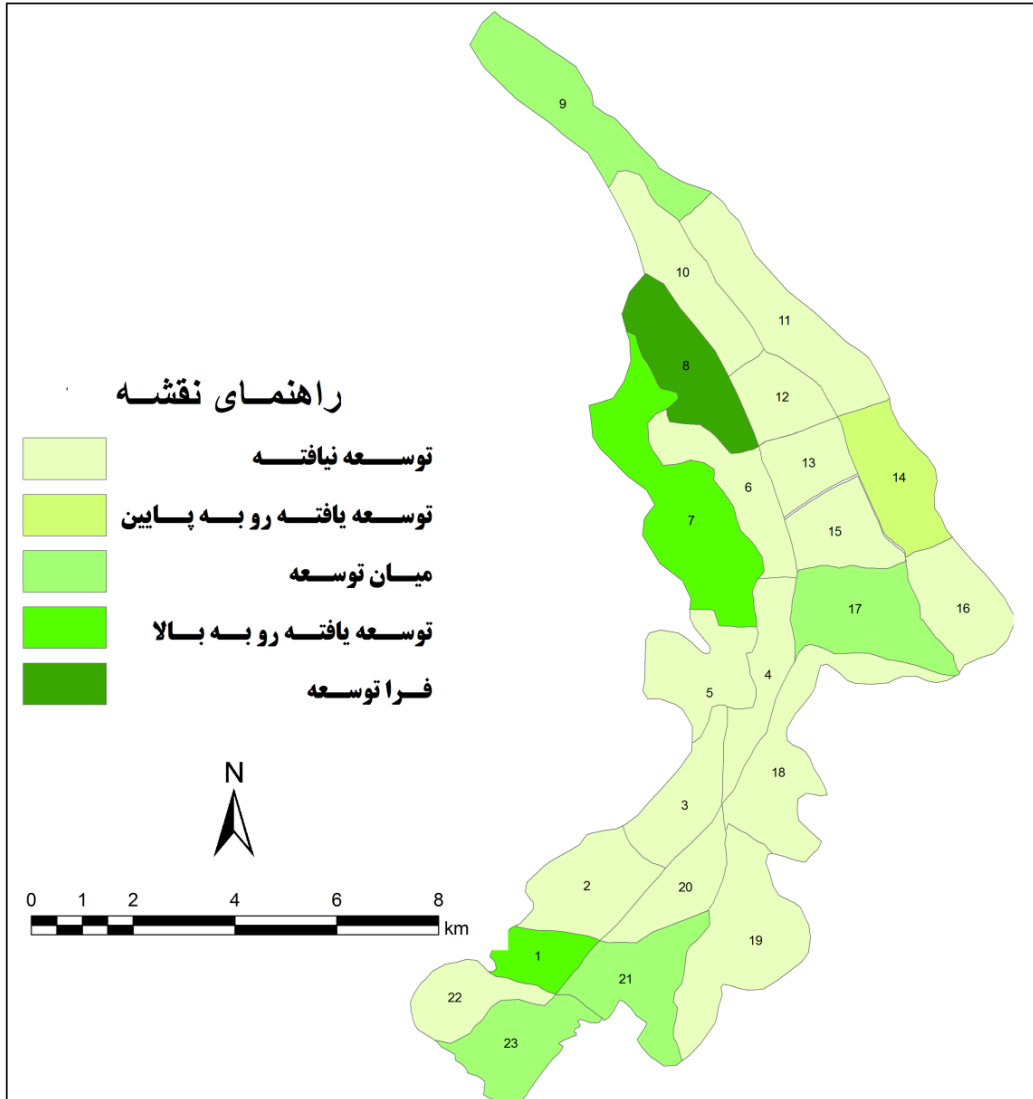 9
10
11
8
راهنمای نقشه
12
توسعه نیافته
13
14
6
توسعه یافته رو به پایین
7
15
میان توسعه
17
16
توسعه یافته رو به بالا
4
5
فرا توسعه
N
18
3
2
20
0 1 2 4 6 8
km
19
1
21
22
23